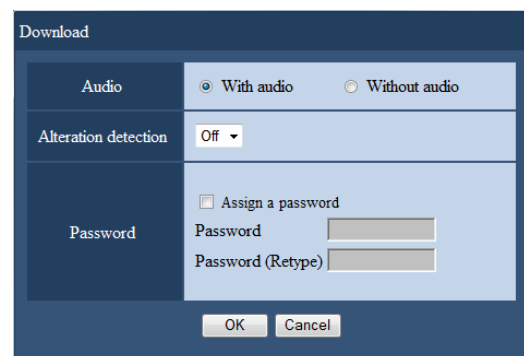 Download
Audio
With audio
Without audio
Alteration detection
Off
Password
Assign a password
Password
Password (Retype)
OK
Cancel